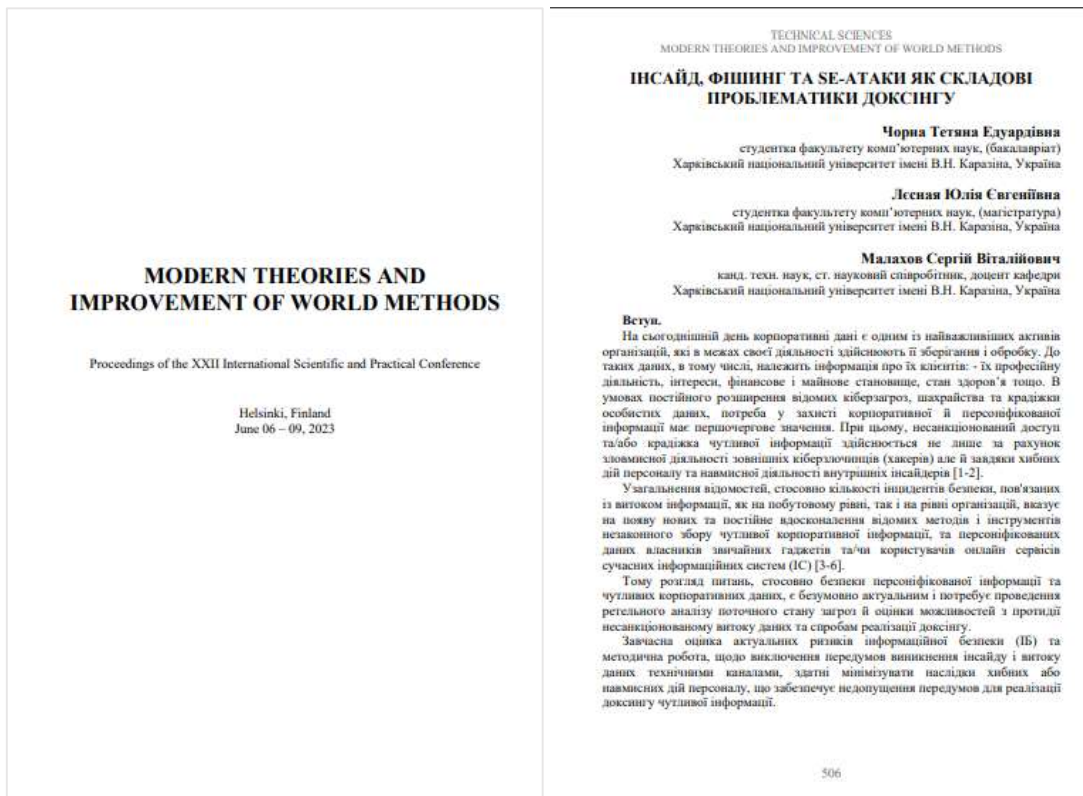 MODERN THEORIES AND
IMPROVEMENT OF WORLD METHODS
Proceedings of the XXII International Scientific and Practical Conference
Helsinki, Finland
June 06 – 09, 2023
TECHNICAL SCIENCES
MODERN THEORIES AND IMPROVEMENT OF WORLD METHODS
ІНСАЙД, ФІШИНГ ТА SE-АТАКИ ЯК СКЛАДОВІ
ПРОБЛЕМАТИКИ ДОКСІНГУ
Чорна Тетяна Едуардівна
студентка факультету комп’ютерних наук, (бакалавріат)
Харківський національний університет імені В.Н. Каразіна, Україна
Лєсная Юлія Євгеніївна
студентка факультету комп’ютерних наук, (магістратура)
Харківський національний університет імені В.Н. Каразіна, Україна
Малахов Сергій Віталійович
канд. техн. наук, ст. науковий співробітник, доцент кафедри
Харківський національний університет імені В.Н. Каразіна, Україна
Вступ.
На сьогоднішній день корпоративні дані є одним із найважливіших активів
організацій, які в межах своєї діяльності здійснюють її зберігання і обробку. До
таких даних, в тому числі, належить інформація про їх клієнтів: - їх професійну
діяльність, інтереси, фінансове і майнове становище, стан здоров’я тощо. В
умовах постійного розширення відомих кіберзагроз, шахрайства та крадіжки
особистих даних, потреба у захисті корпоративної й персоніфікованої
інформації має першочергове значення. При цьому, несанкціонований доступ
та/або крадіжка чутливої інформації здійснюється не лише за рахунок
зловмисної діяльності зовнішніх кіберзлочинців (хакерів) але й завдяки хибних
дій персоналу та навмисної діяльності внутрішніх інсайдерів [1-2].
Узагальнення відомостей, стосовно кількості інцидентів безпеки, пов'язаних
із витоком інформації, як на побутовому рівні, так і на рівні організацій, вказує
на появу нових та постійне вдосконалення відомих методів і інструментів
незаконного збору чутливої корпоративної інформації, та персоніфікованих
даних власників звичайних гаджетів та/чи користувачів онлайн сервісів
сучасних інформаційних систем (ІС) [3-6].
Тому розгляд питань, стосовно безпеки персоніфікованої інформації та
чутливих корпоративних даних, є безумовно актуальним і потребує проведення
ретельного аналізу поточного стану загроз й оцінки можливостей з протидії
несанкціонованому витоку даних та спробам реалізації доксінгу.
Завчасна оцінка актуальних ризиків інформаційної безпеки (ІБ) та
методична робота, щодо виключення передумов виникнення інсайду і витоку
даних технічними каналами, здатні мінімізувати наслідки хибних або
навмисних дій персоналу, що забезпечує недопущення передумов для реалізації
доксингу чутливої інформації.
506